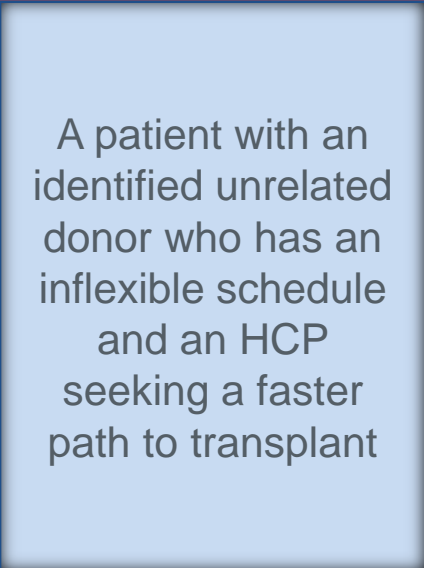 A patient with an
identified unrelated
donor who has an
inflexible schedule
and an HCP
seeking a faster
path to transplant